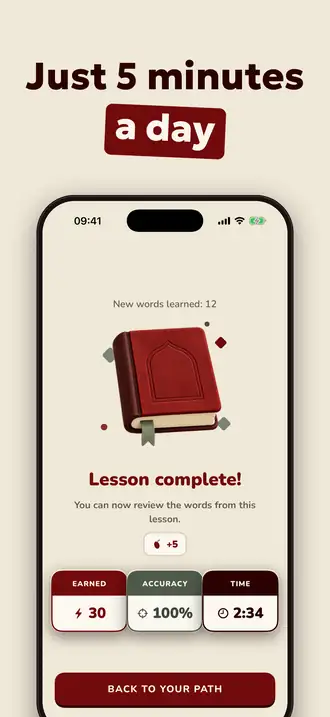 Just 5 minutes
a day
09:41
New words learned: 12
Lesson complete!
You can now review the words from this
lesson.
+5
EARNED
ACCURACY
TIME
30
100%
2:34
BACK TO YOUR PATH